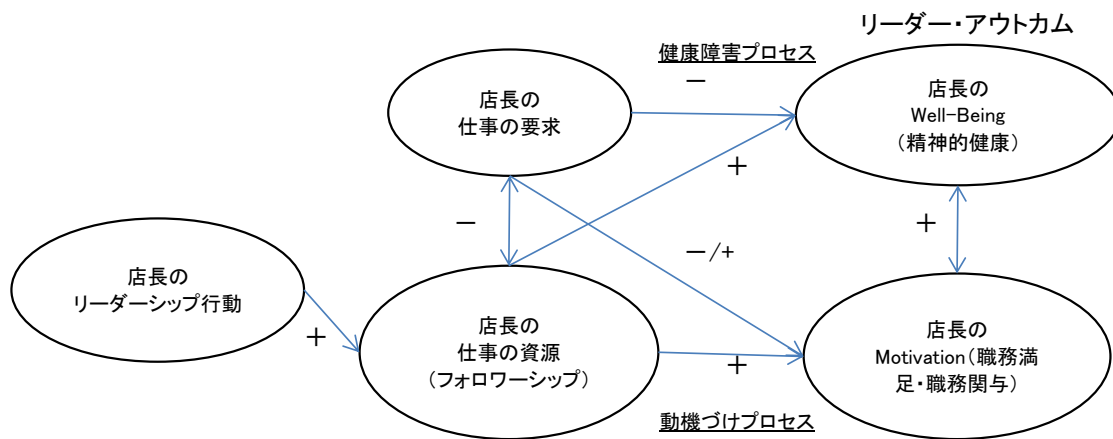 リーダー・アウトカム
健康障害プロセス
－
店長の
仕事の要求
店長の
Well-Being
（精神的健康）
＋
－
－/+
＋
店長の
リーダーシップ行動
＋
店長の
仕事の資源
（フォロワーシップ）
＋
店長の
Motivation（職務満
足・職務関与）
動機づけプロセス